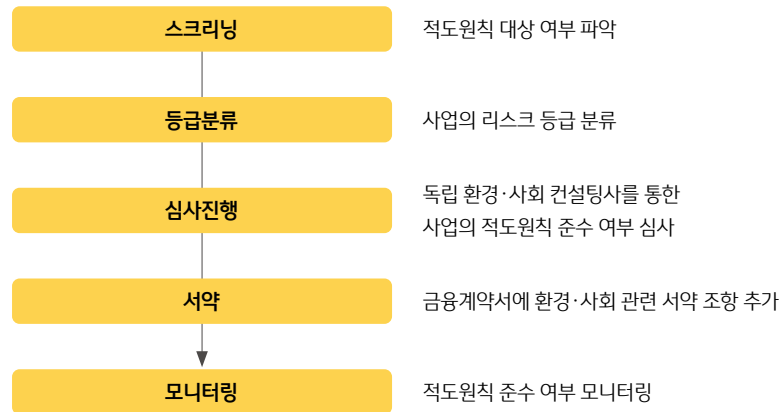 스크리닝
적도원칙 대상 여부 파악
등급분류
사업의 리스크 등급 분류
심사진행
독립 환경·사회 컨설팅사를 통한
사업의 적도원칙 준수 여부 심사
서약
금융계약서에 환경·사회 관련 서약 조항 추가
모니터링
적도원칙 준수 여부 모니터링